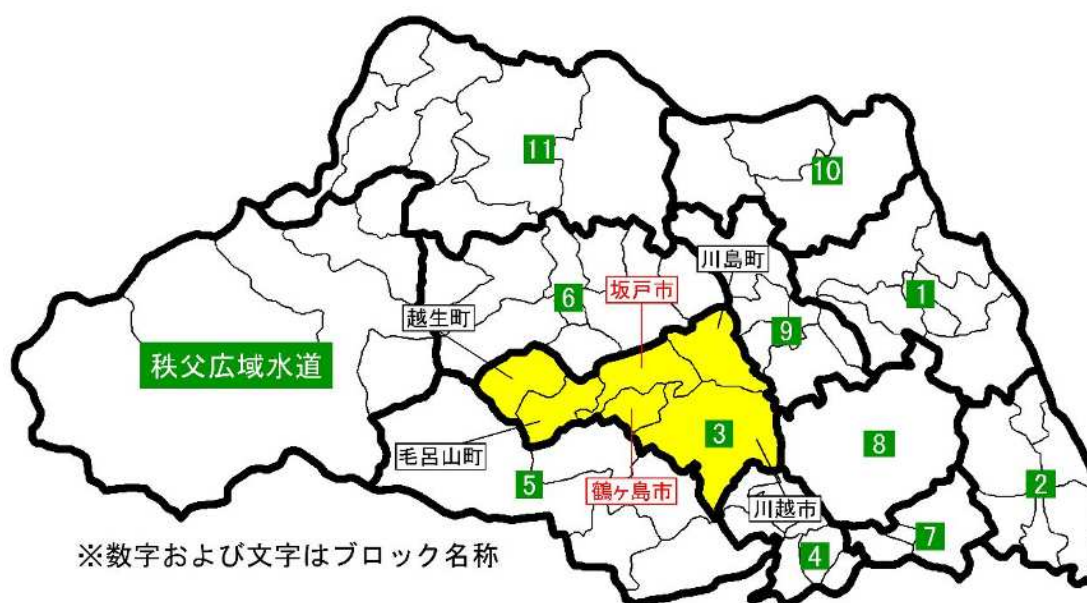 11
10
川島町
1
6
坂戸市
越生町
9
秩父広域水道
3
8
毛呂山町
5
鶴ヶ島市
2
川越市
7
4
※数字および文字はブロック名称